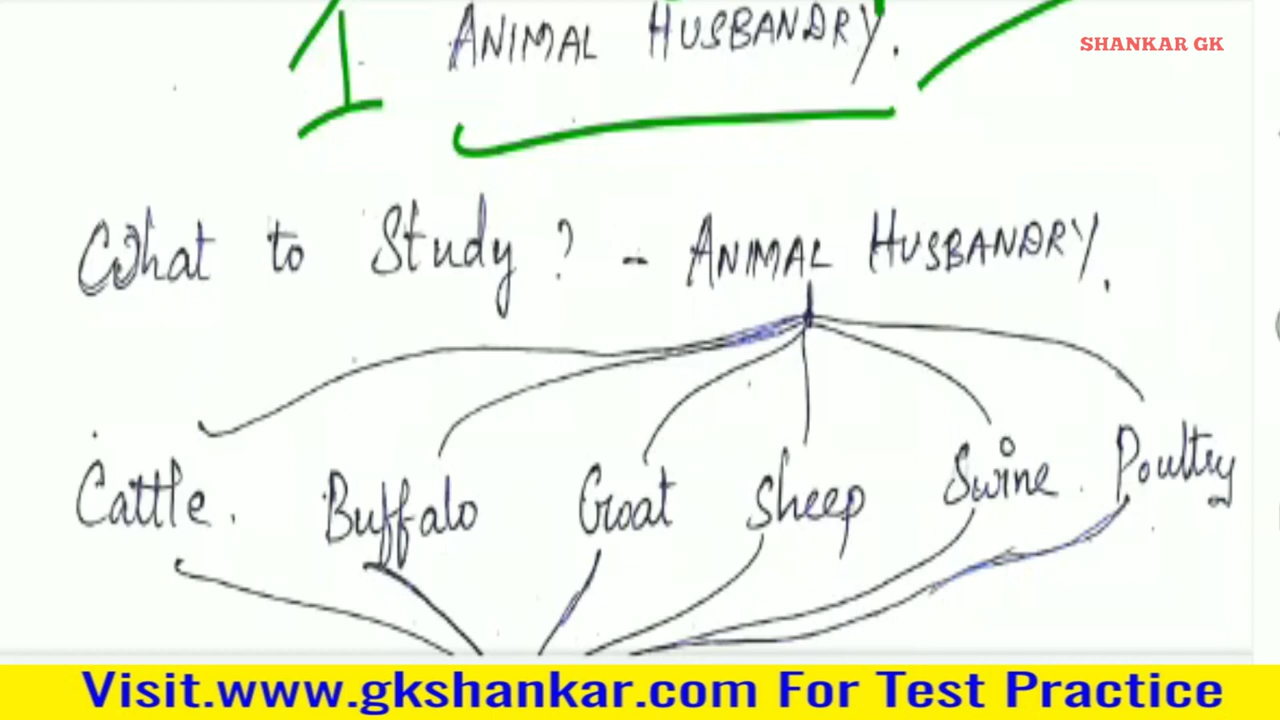 1 ANIMAL HUSBANDRY.
SHANKAR GK
What to Study? - ANIMAL HUSBANDRY.
Cattle. Buffalo Goat Sheep Swine. Poultry
Visit.www.gkshankar.com For Test Practice